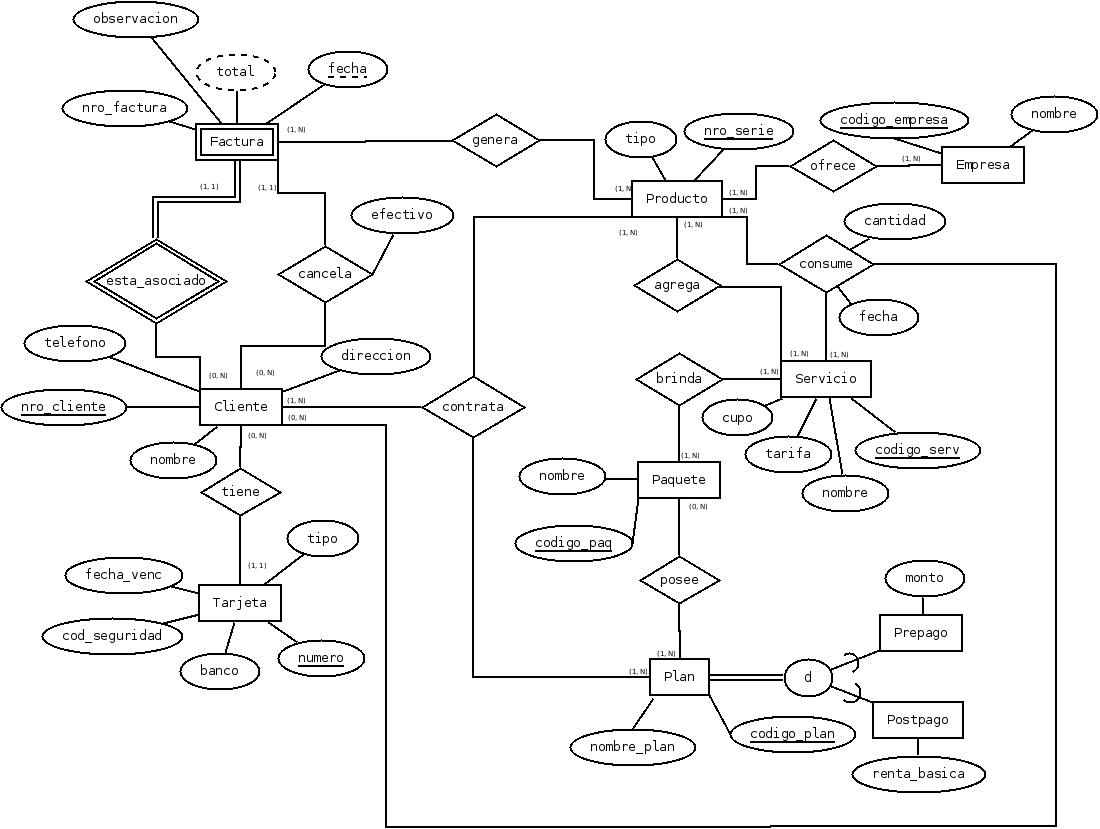 observacion
total
fecha
nro_factura
Factura
(1, N)
genera
tipo
nro_serie
codigo_empresa
nombre
ofrece
(1, N)
Empresa
(1, 1)
(1, 1)
(1, N)
Producto
(1, N)
(1, N)
(1, N)
(1, N)
efectivo
cantidad
esta_asociado
cancela
agrega
consume
fecha
telefono
direccion
(0, N)
(0, N)
(1, N)
(1, N)
brinda
(1, N)
Servicio
nro_cliente
Cliente
(1, N)
(0, N)
contrata
cupo
nombre
(0, N)
tarifa
codigo_serv
(1, N)
nombre
Paquete
nombre
tiene
(0, N)
codigo_paq
tipo
(1, 1)
fecha_venc
posee
monto
Tarjeta
cod_seguridad
Prepago
banco
numero
(1, N)
(1, N)
Plan
d
Postpago
nombre_plan
codigo_plan
renta_basica